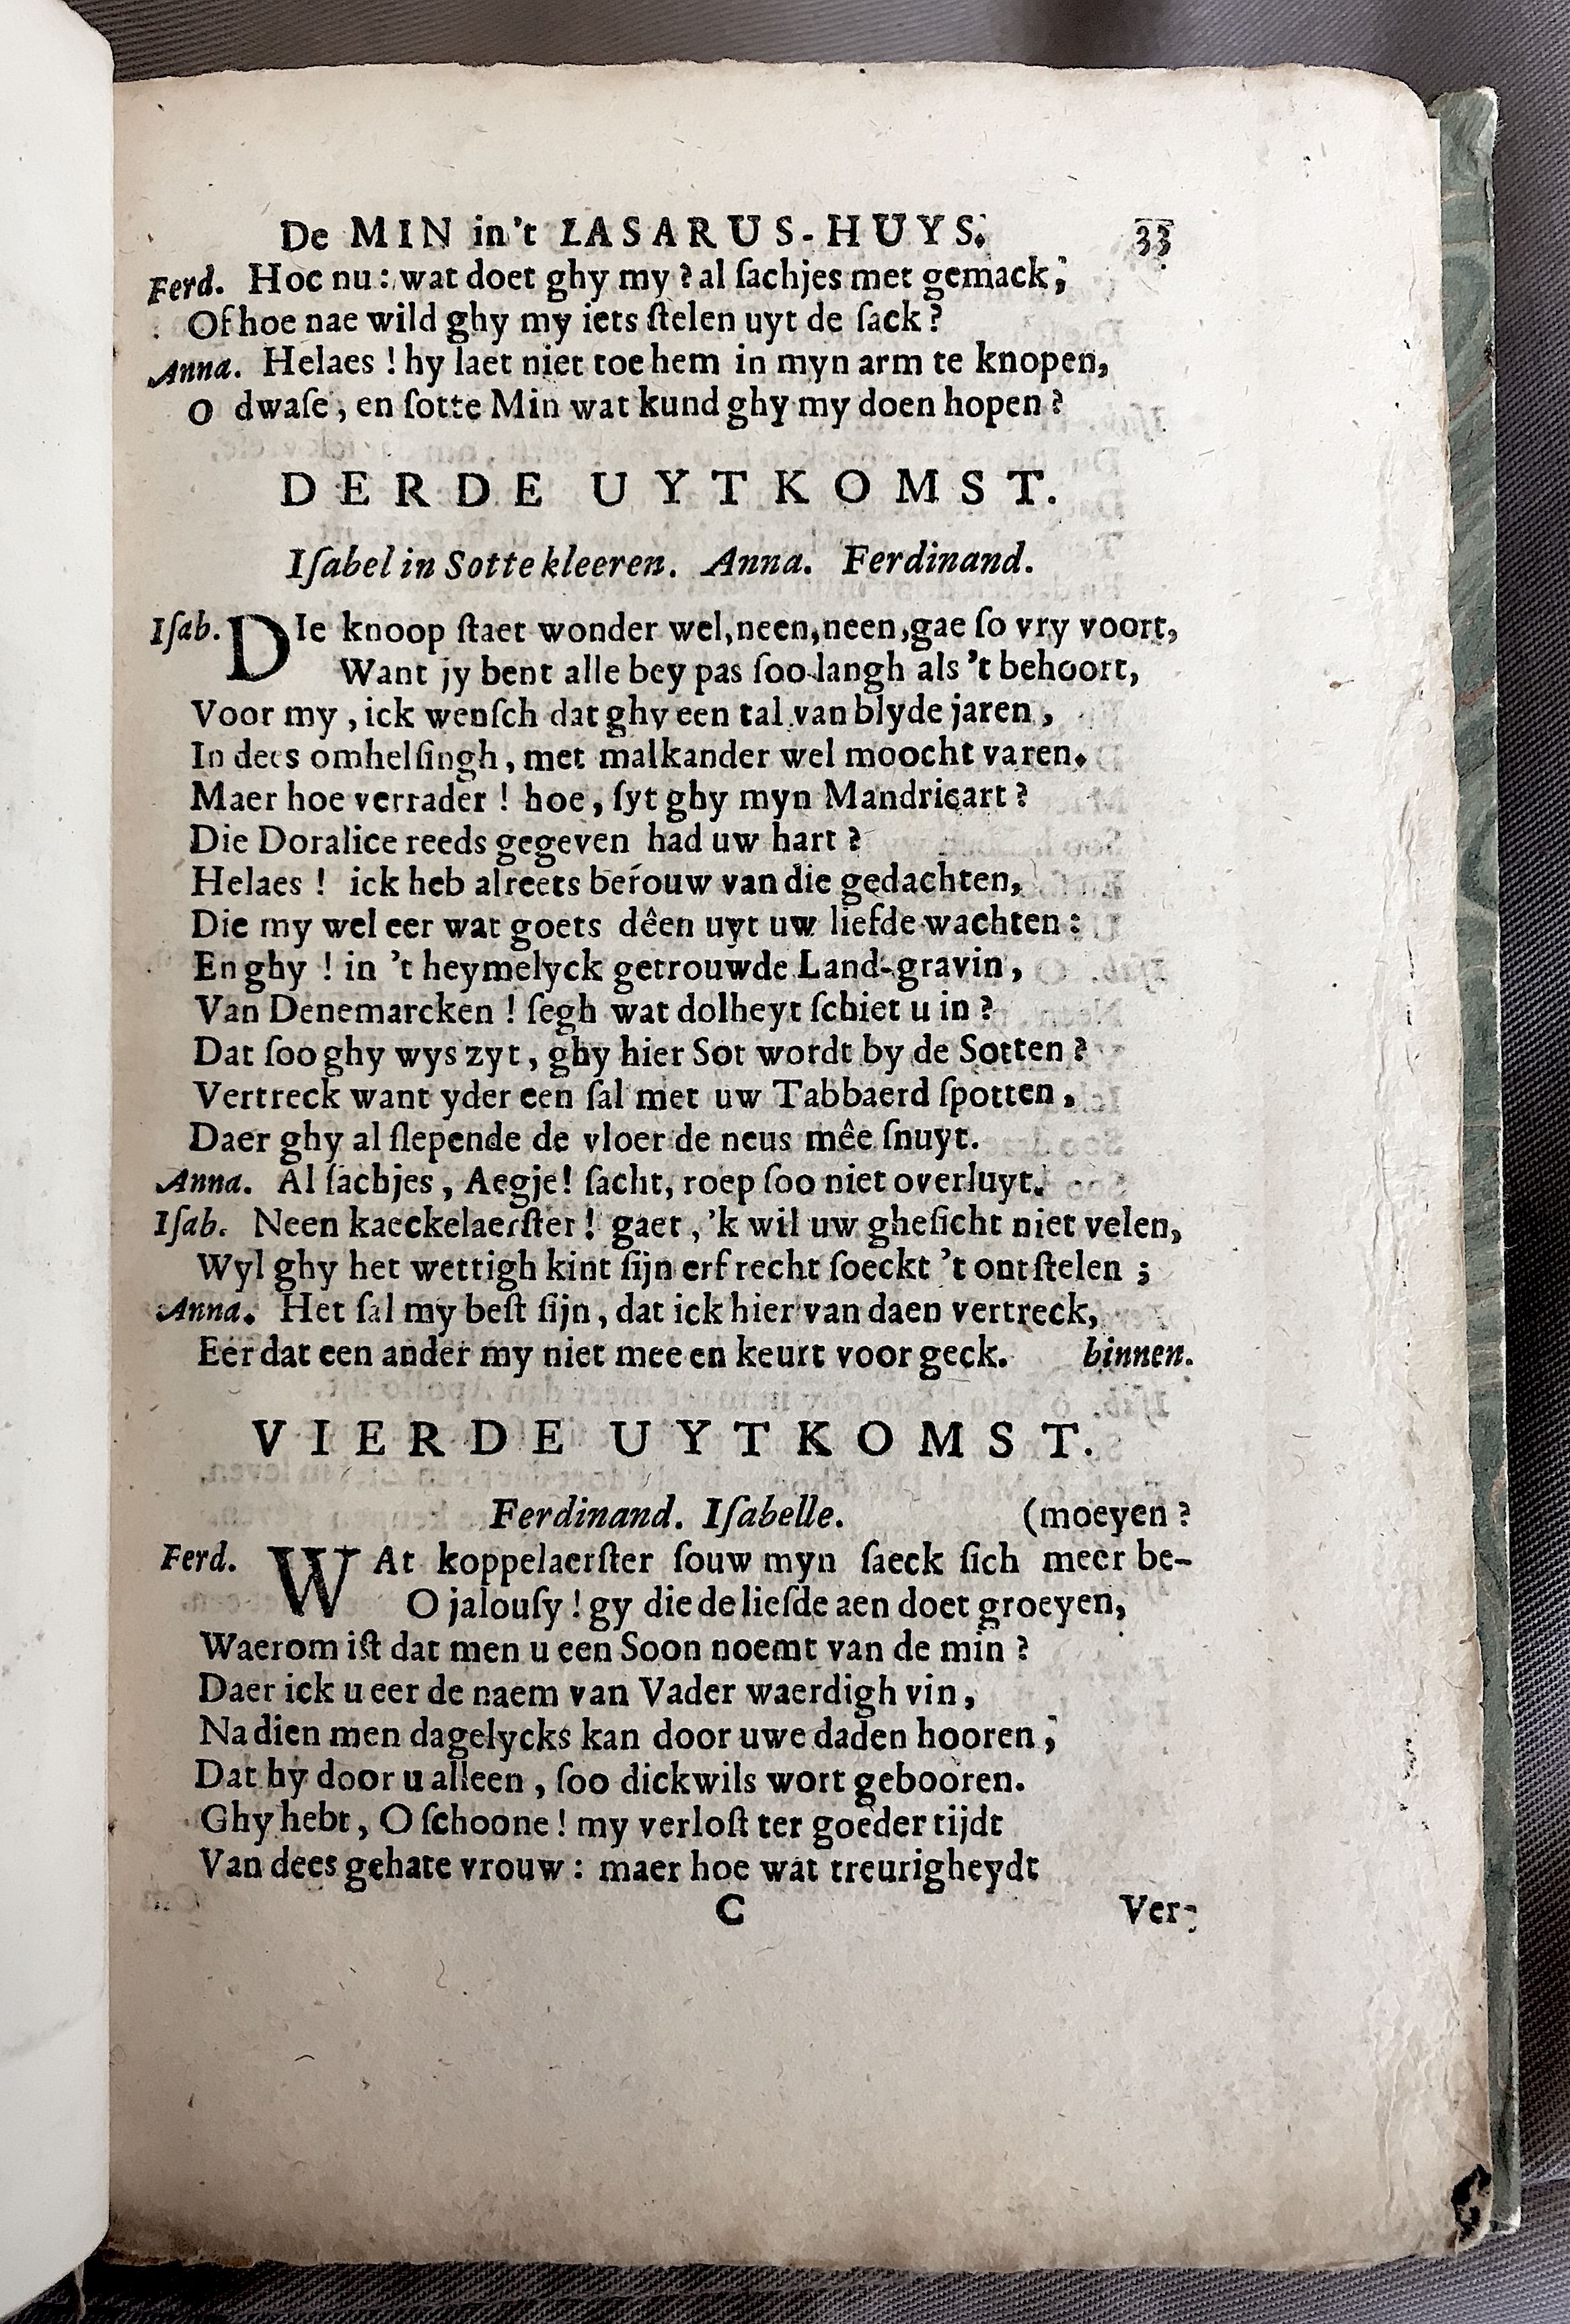 De MIN in't LASARUS-HUYS. 33
Ferd. Hoe nu: wat doet ghy my? al ſachjes met gemack,
Of hoe nae wild ghy my iets ſtelen uyt de ſack?
Anna. Helaes! hy laet niet toe hem in myn arm te knopen,
O dwaſe, en ſotte Min wat kund ghy my doen hopen?
DERDE UYTKOMST.
Iſabel in Sotte kleeren. Anna. Ferdinand.
Iſab. DIe knoop ſtaet wonder wel, neen, neen, gae ſo vry voort,
Want jy bent alle bey pas ſoo langh als 't behoort,
Voor my, ick wenſch dat ghy een tal van blyde jaren,
In dees omhelſingh, met malkander wel moocht varen.
Maer hoe verrader! hoe, ſyt ghy myn Mandricart?
Die Doralice reeds gegeven had uw hart?
Helaes! ick heb alreets berouw van die gedachten,
Die my wel eer wat goets dêen uyt uw liefde wachten:
En ghy! in 't heymelyck getrouwde Land-gravin,
Van Denemarcken! ſegh wat dolheyt ſchiet u in?
Dat ſoo ghy wys zyt, ghy hier Sot wordt by de Sotten?
Vertreck want yder een ſal met uw Tabbaerd ſpotten,
Daer ghy al ſlepende de vloer de neus mêe ſnuyt.
Anna. Al ſachjes, Aegje! ſacht, roep ſoo niet overluyt.
Iſab. Neen kaeckelaerſter! gaet, 'k wil uw gheſicht niet velen,
Wyl ghy het wettigh kint ſijn erf recht ſoeckt 't ontſtelen;
Anna. Het ſal my beſt ſijn, dat ick hier van daen vertreck,
Eer dat een ander my niet mee en keurt voor geck. binnen.
VIERDE UYTKOMST.
Ferdinand. Iſabelle. (moeyen?
Ferd. WAt koppelaerſter ſouw myn ſaeck ſich meer be-
O jalouſy! gy die de lieſde aen doet groeyen,
Waerom iſt dat men u een Soon noemt van de min?
Daer ick u eer de naem van Vader waerdigh vin,
Na dien men dagelycks kan door uwe daden hooren,
Dat hy door u alleen, ſoo dickwils wort gebooren.
Ghy hebt, O ſchoone! my verloſt ter goeder tijdt
Van dees gehate vrouw: maer hoe wat treurigheydt
C Ver-